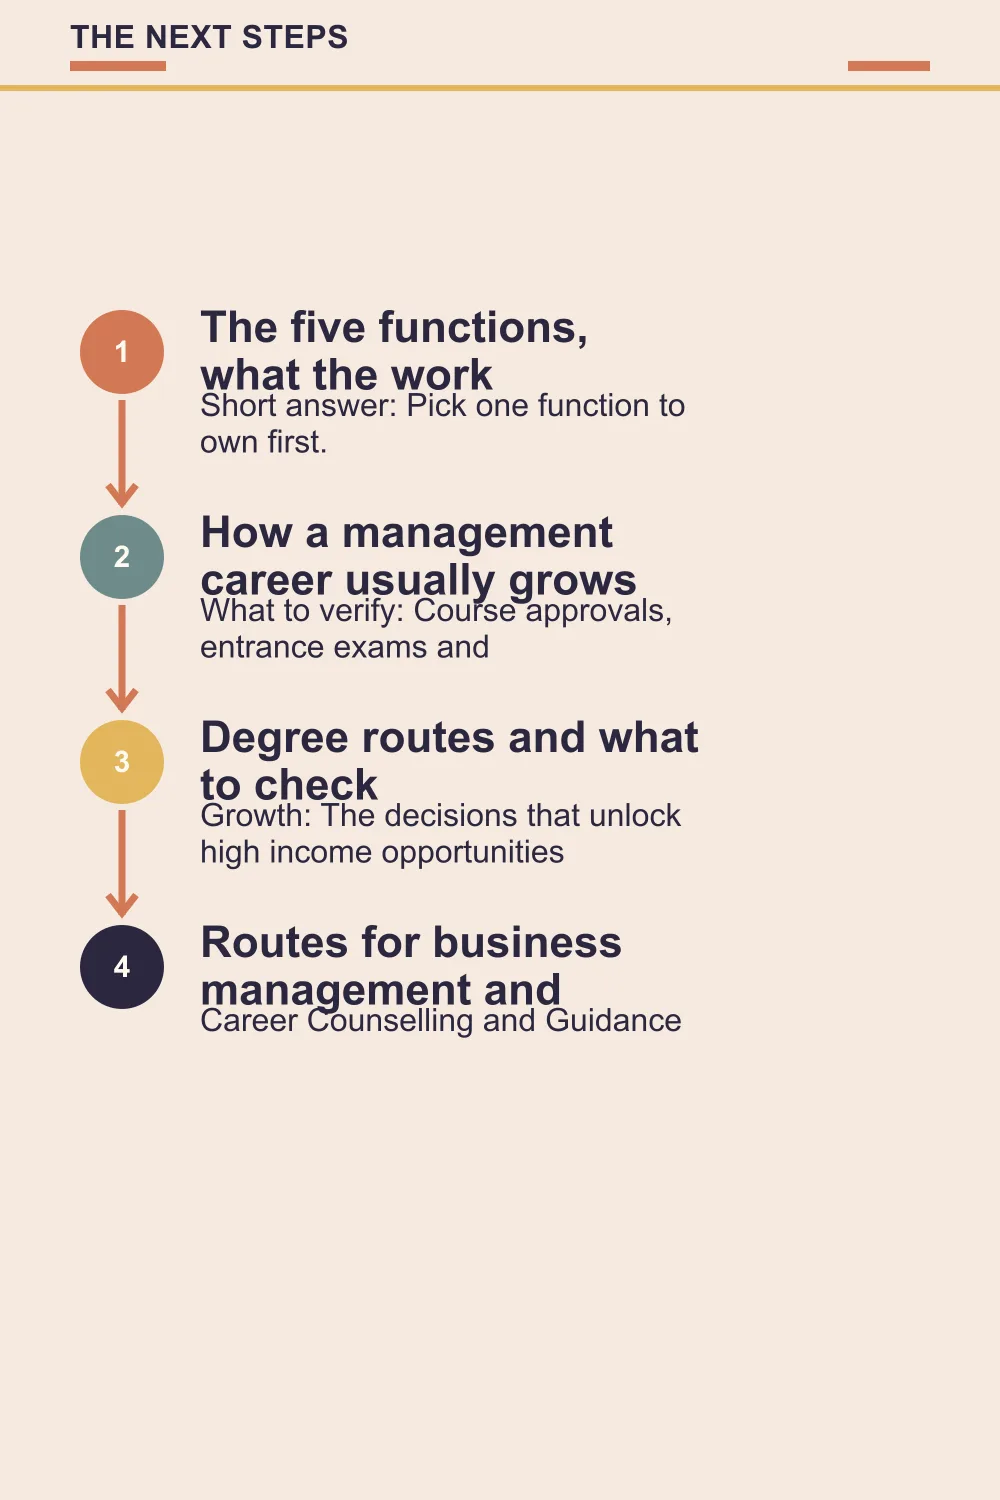 THE NEXT STEPS
1
The five functions,
what the work
Short answer: Pick one function to
own first.
2
How a management
career usually grows
What to verify: Course approvals,
entrance exams and
3
Degree routes and what
to check
Growth: The decisions that unlock
high income opportunities
4
Routes for business
management and
Career Counselling and Guidance